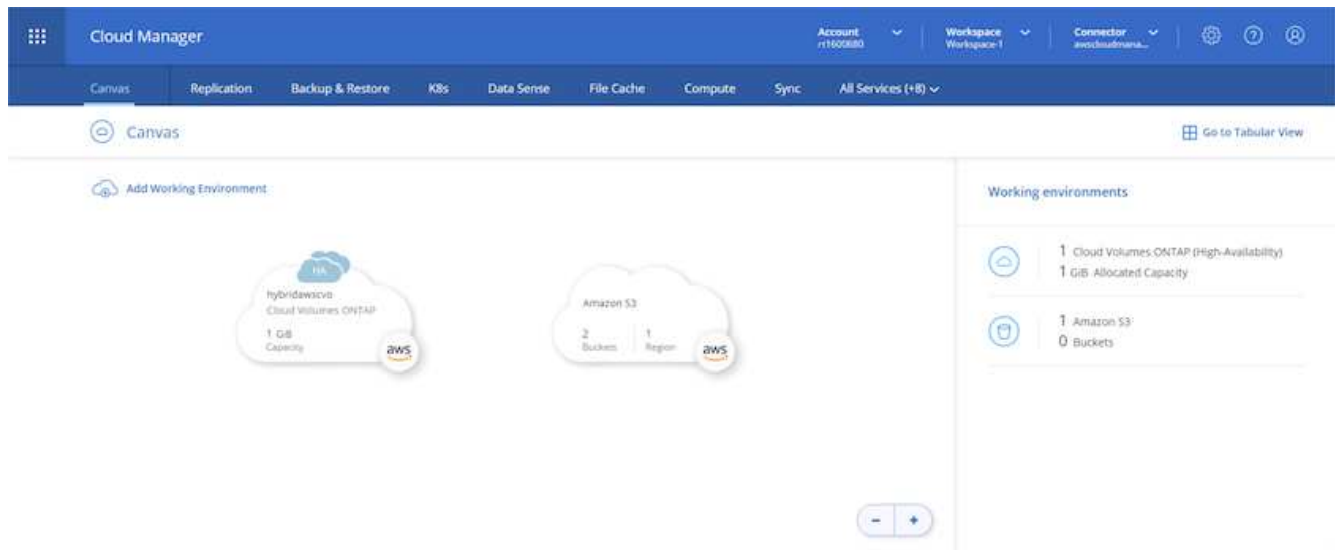 Cloud Manager
Account
rt1600680
Workspace
Workspace-1
Connector
awscloudmana...
Canvas
Replication
Backup & Restore
K8s
Data Sense
File Cache
Compute
Sync
All Services (+8)
Canvas
Go to Tabular View
Add Working Environment
Working environments
HA
hybridawscvo
Cloud Volumes ONTAP
1 GiB
Capacity
aws
Amazon S3
2
Buckets
1
Region
aws
1 Cloud Volumes ONTAP (High-Availability)
1 GiB Allocated Capacity
1 Amazon S3
0 Buckets